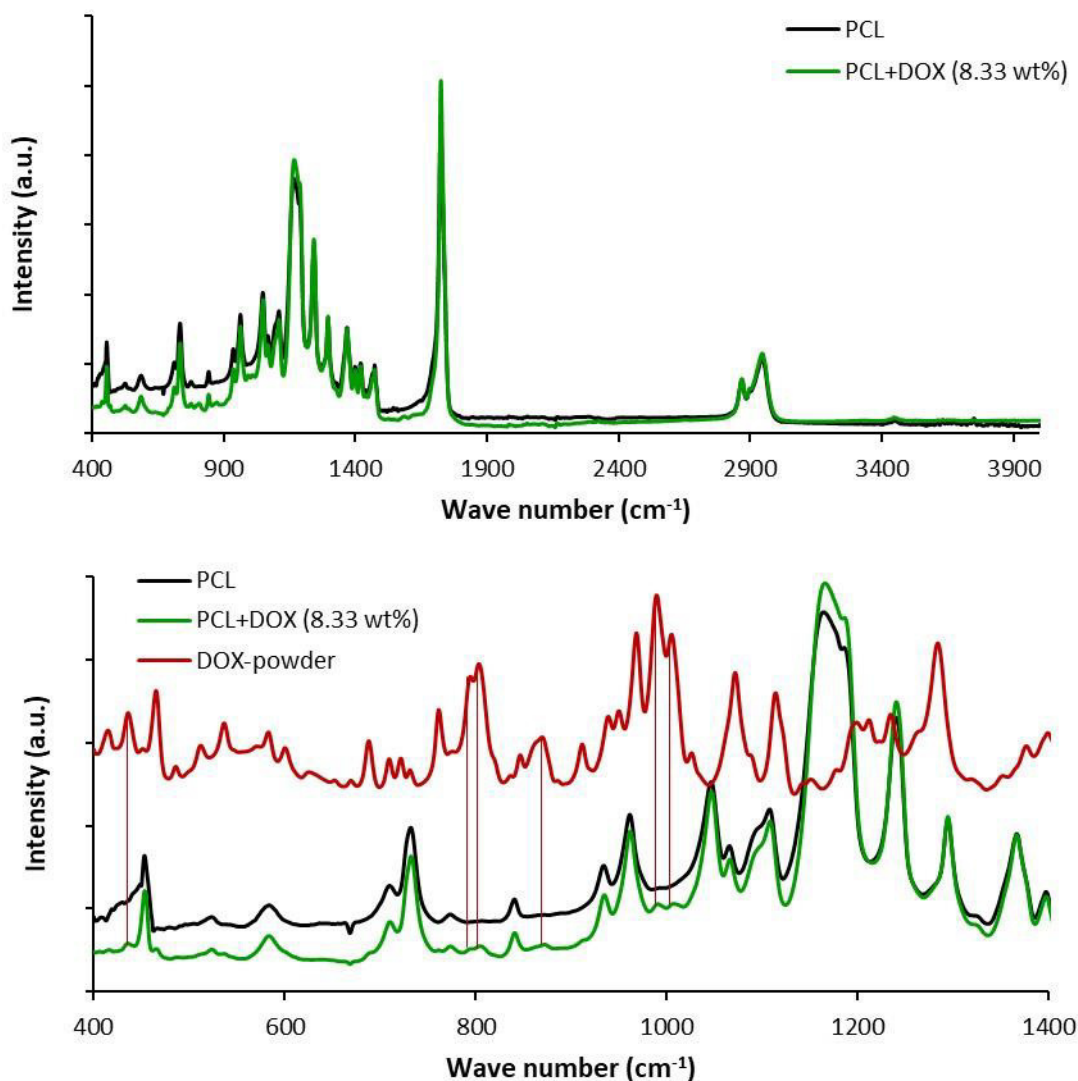 PCL
PCL+DOX (8.33 wt%)
Intensity (a.u.)
400 900 1400 1900 2400 2900 3400 3900
Wave number (cm-1)
PCL
PCL+DOX (8.33 wt%)
DOX-powder
Intensity (a.u.)
400 600 800 1000 1200 1400
Wave number (cm-1)